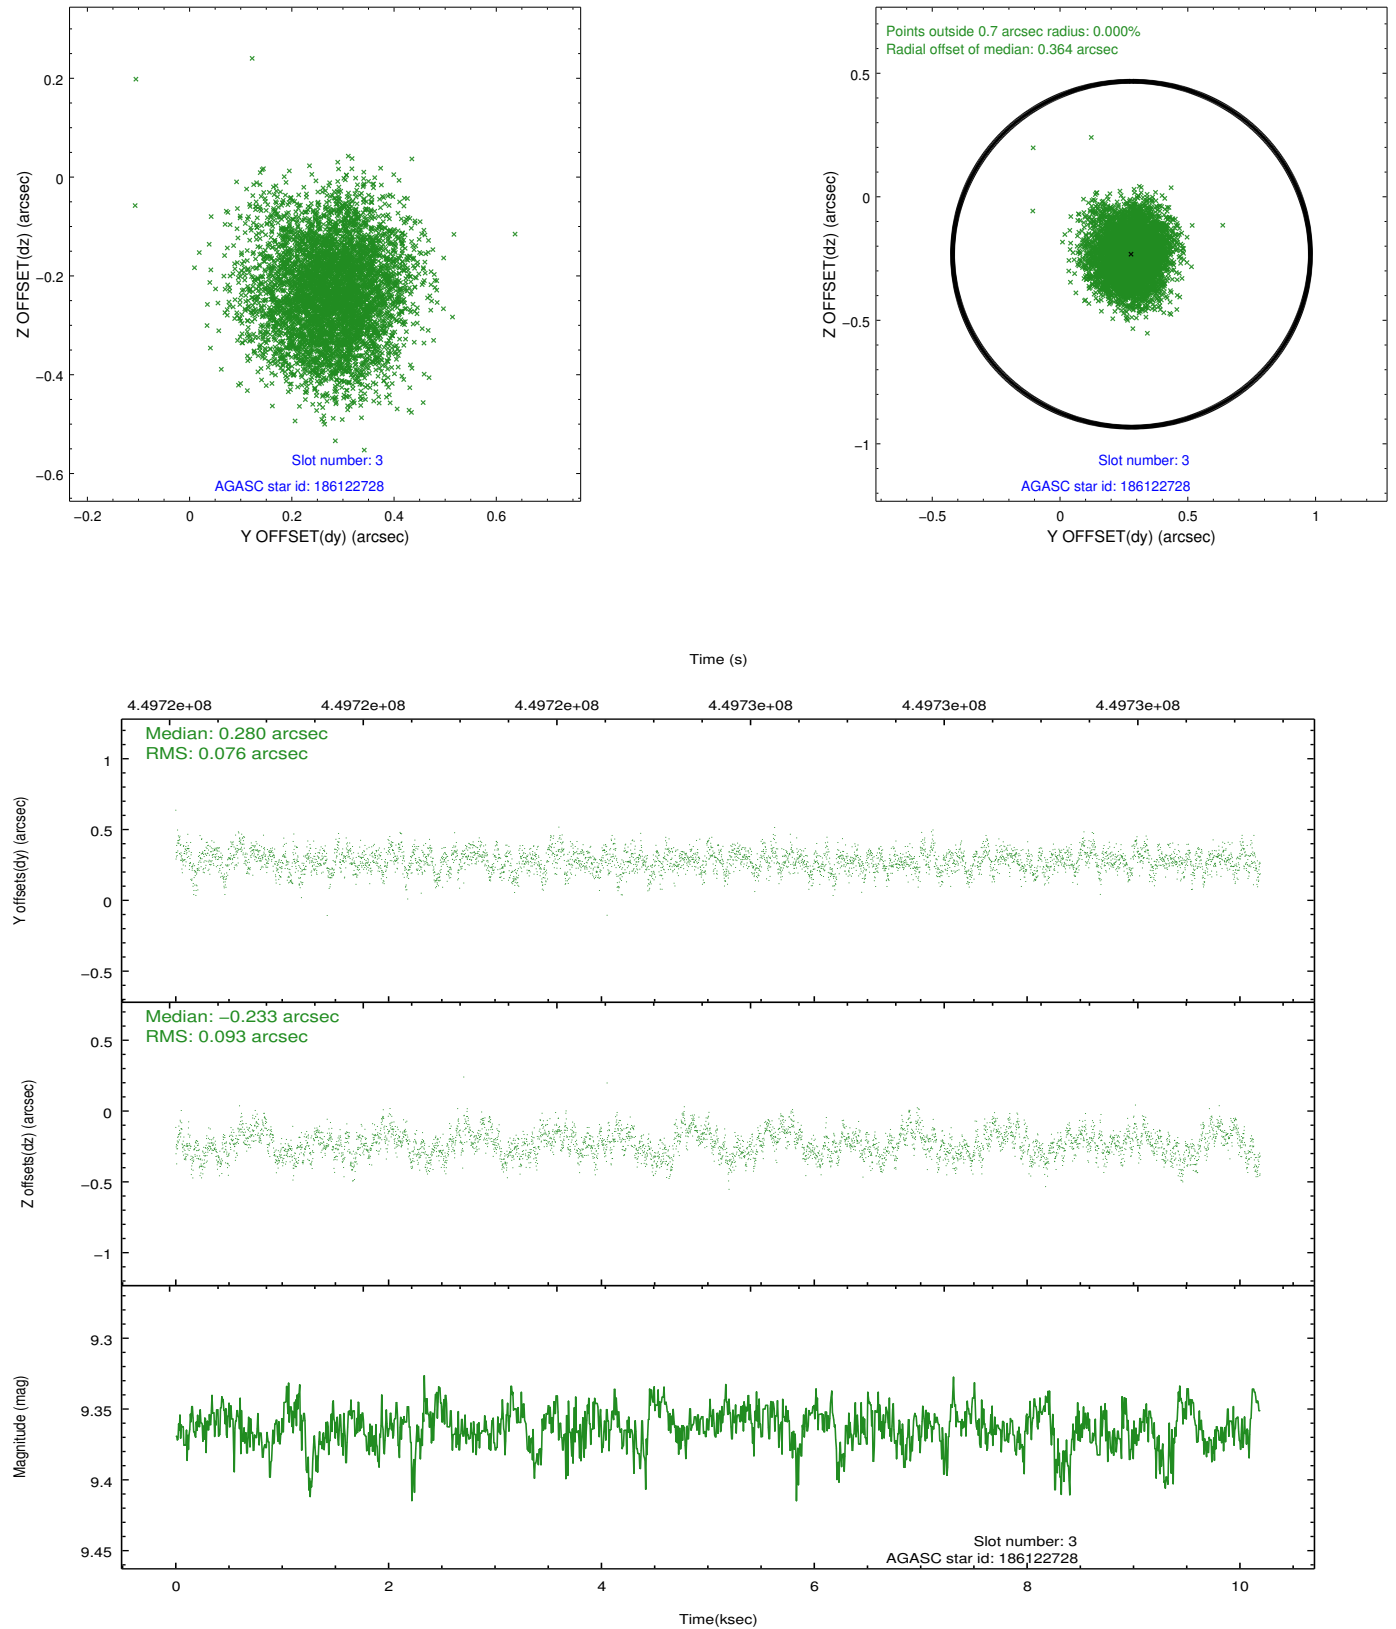 0.2
0
−0.2
−0.4
−0.6
−0.2
0
0.2
0.4
0.6
Z OFFSET(dz) (arcsec)
Y OFFSET(dy) (arcsec)
Slot number: 3
AGASC star id: 186122728
Points outside 0.7 arcsec radius: 0.000%
Radial offset of median: 0.364 arcsec
0.5
0
−0.5
−1
−0.5
0
0.5
1
Z OFFSET(dz) (arcsec)
Y OFFSET(dy) (arcsec)
Slot number: 3
AGASC star id: 186122728
Time (s)
4.4972e+08
4.4972e+08
4.4972e+08
4.4973e+08
4.4973e+08
4.4973e+08
Median: 0.280 arcsec
RMS: 0.076 arcsec
1
0.5
0
−0.5
Y offsets(dy) (arcsec)
Median: −0.233 arcsec
RMS: 0.093 arcsec
0.5
0
−0.5
−1
Z offsets(dz) (arcsec)
9.3
9.35
9.4
9.45
Magnitude (mag)
Slot number: 3
AGASC star id: 186122728
0
2
4
6
8
10
Time(ksec)